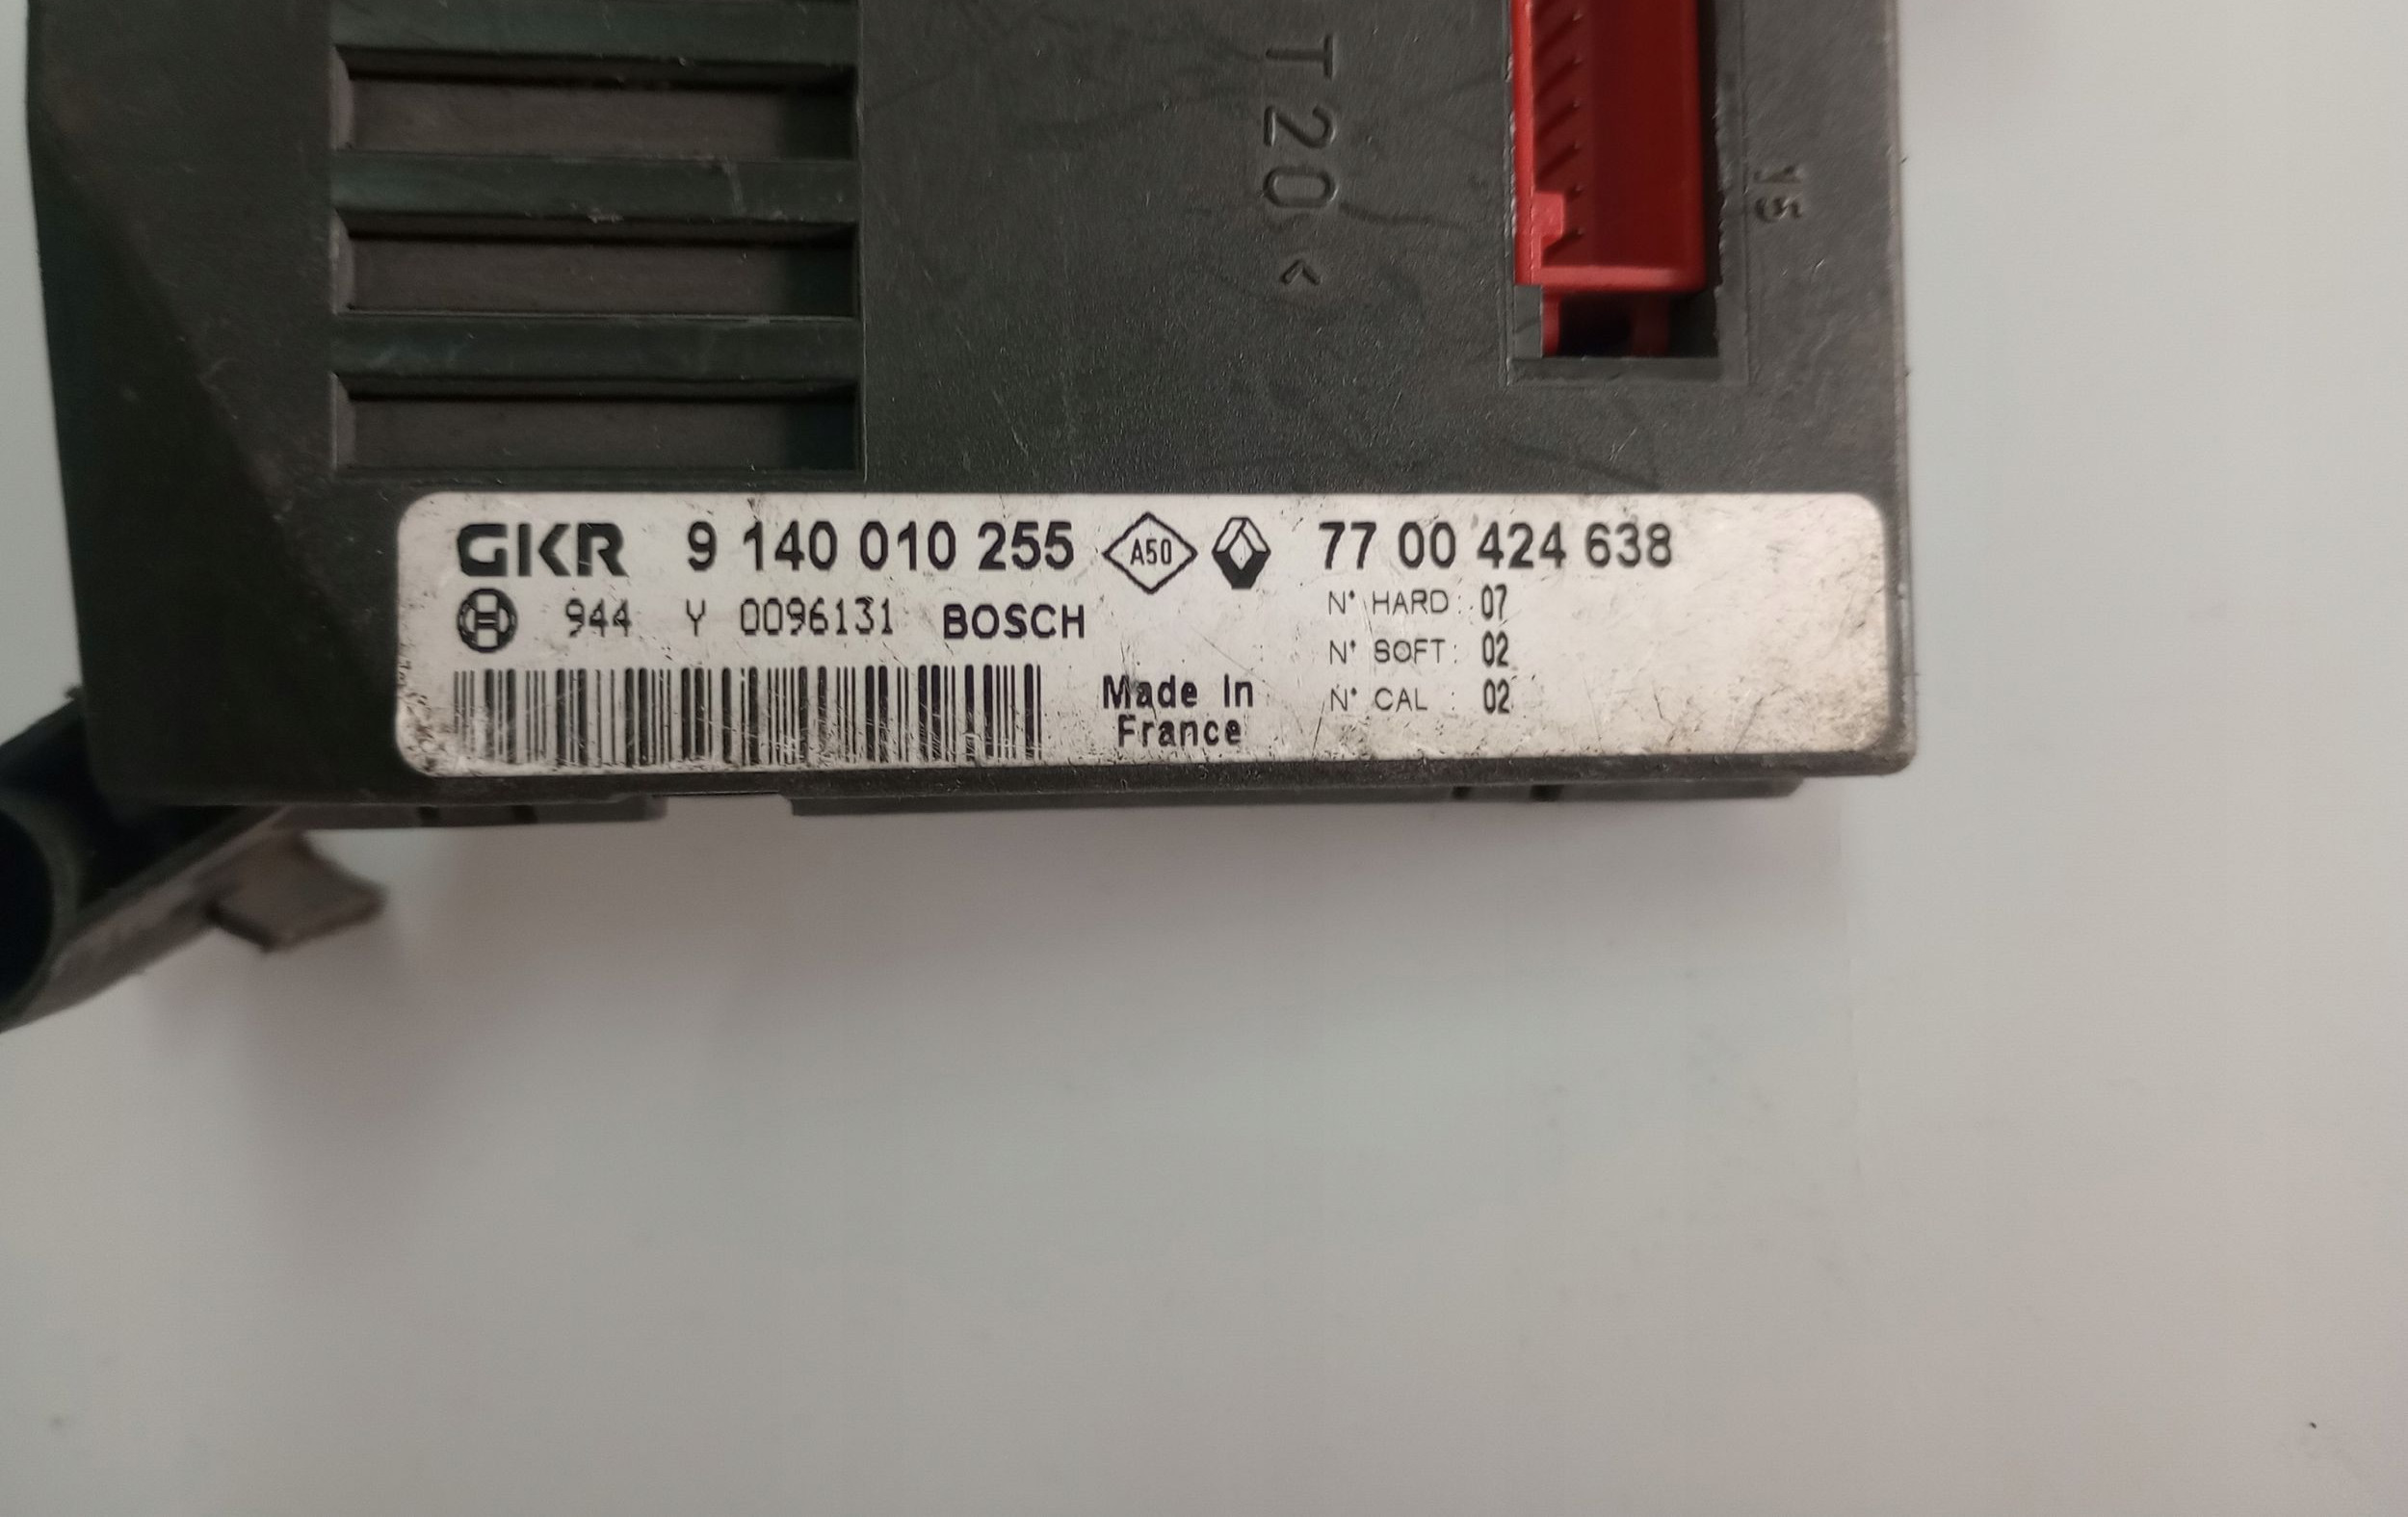 T20<
15
GKR 9 140 010 255 A50 77 00 424 638
944 Y 0096131 BOSCH
N° HARD : 07
N° SOFT : 02
N° CAL : 02
Made in
France